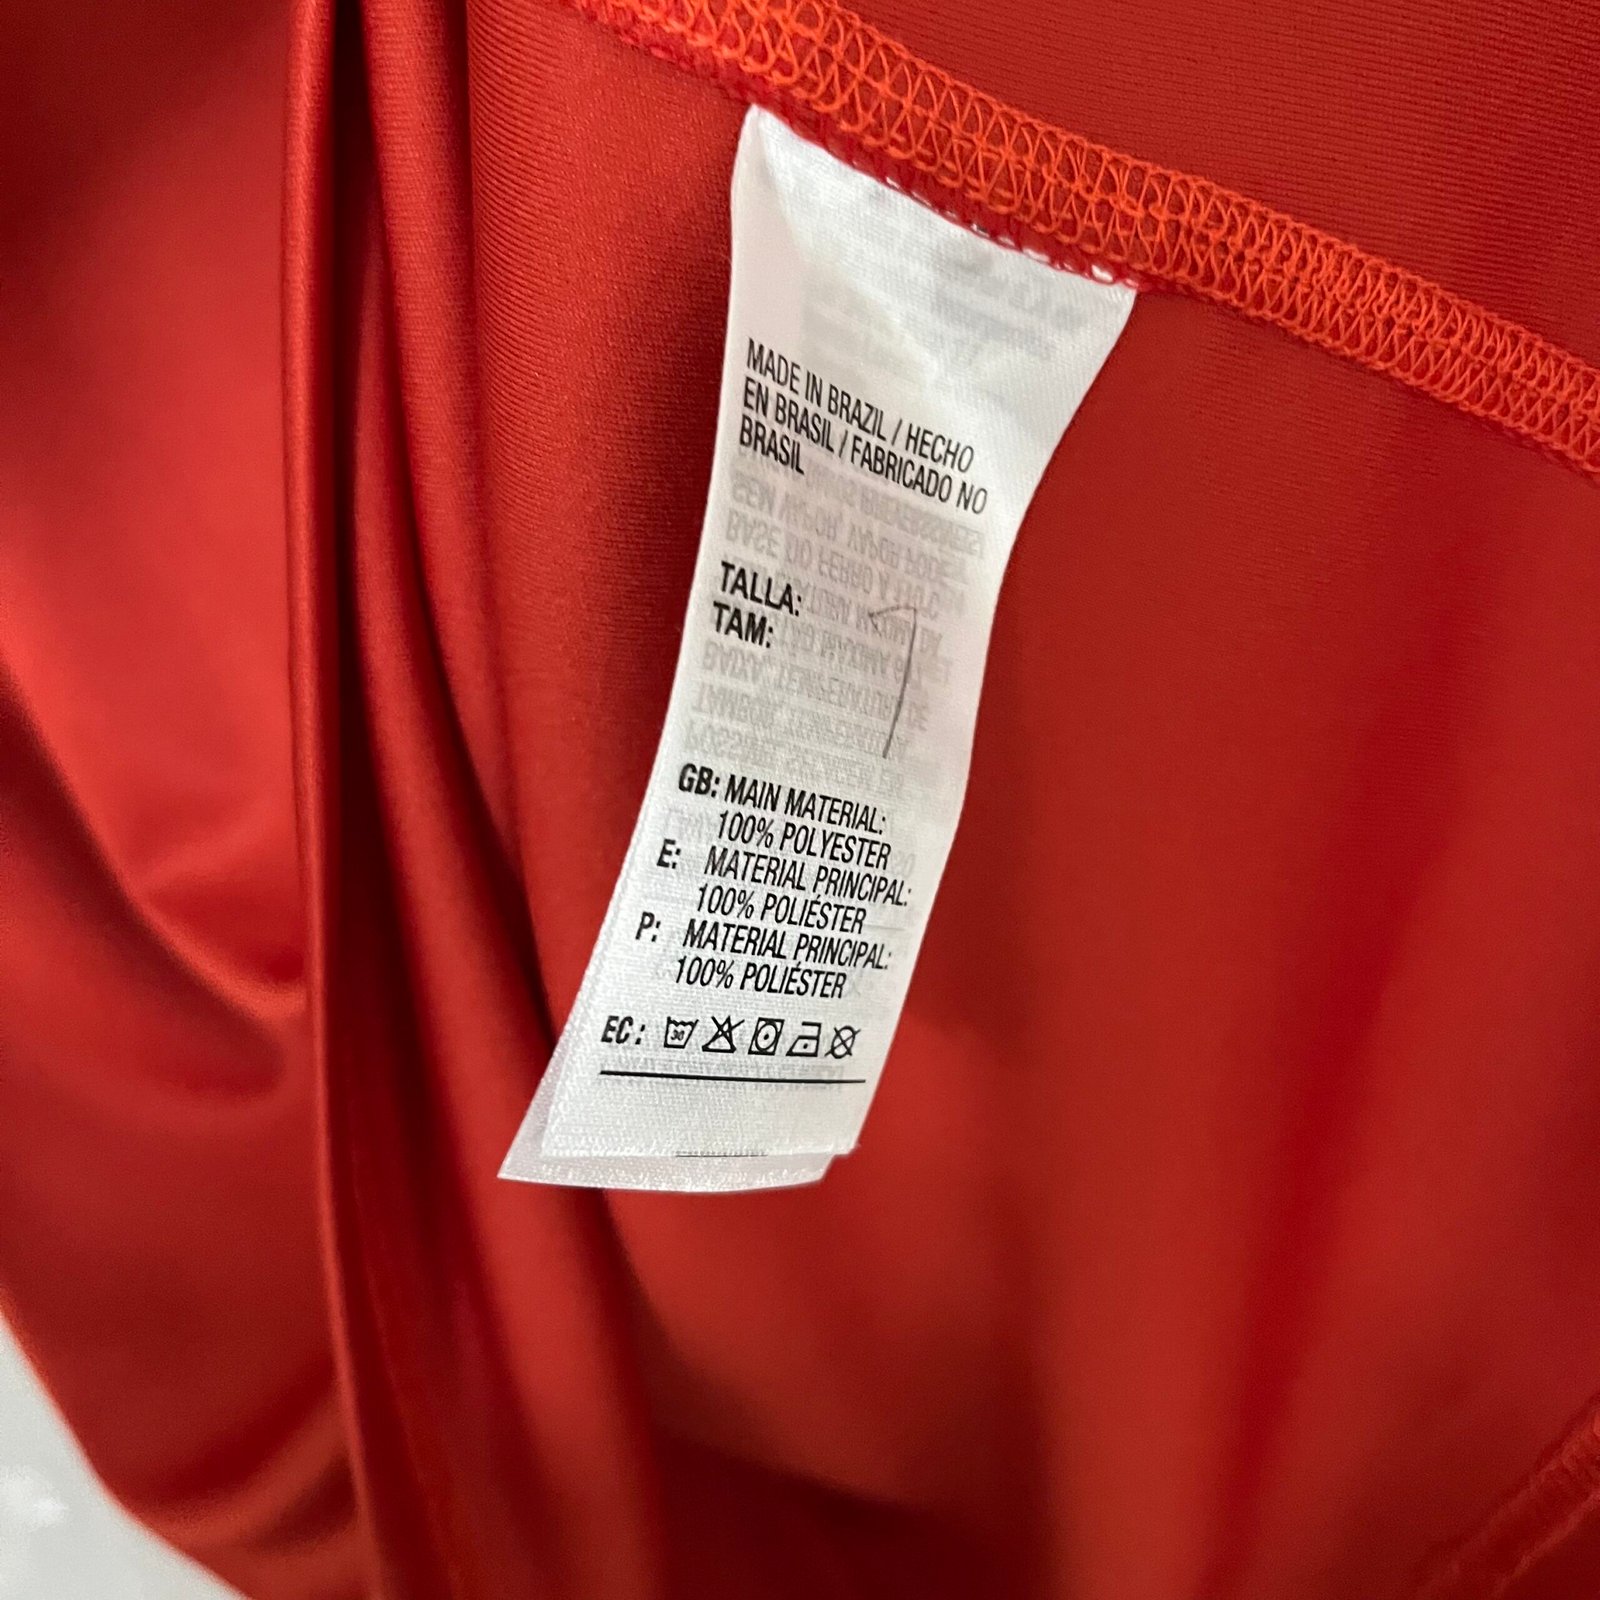 MADE IN BRAZIL / HECHO
EN BRASIL / FABRICADO NO
BRASIL
TALLA:
TAM:
GB: MAIN MATERIAL:
100% POLYESTER
E: MATERIAL PRINCIPAL:
100% POLIÉSTER
P: MATERIAL PRINCIPAL:
100% POLIÉSTER
EC: 30